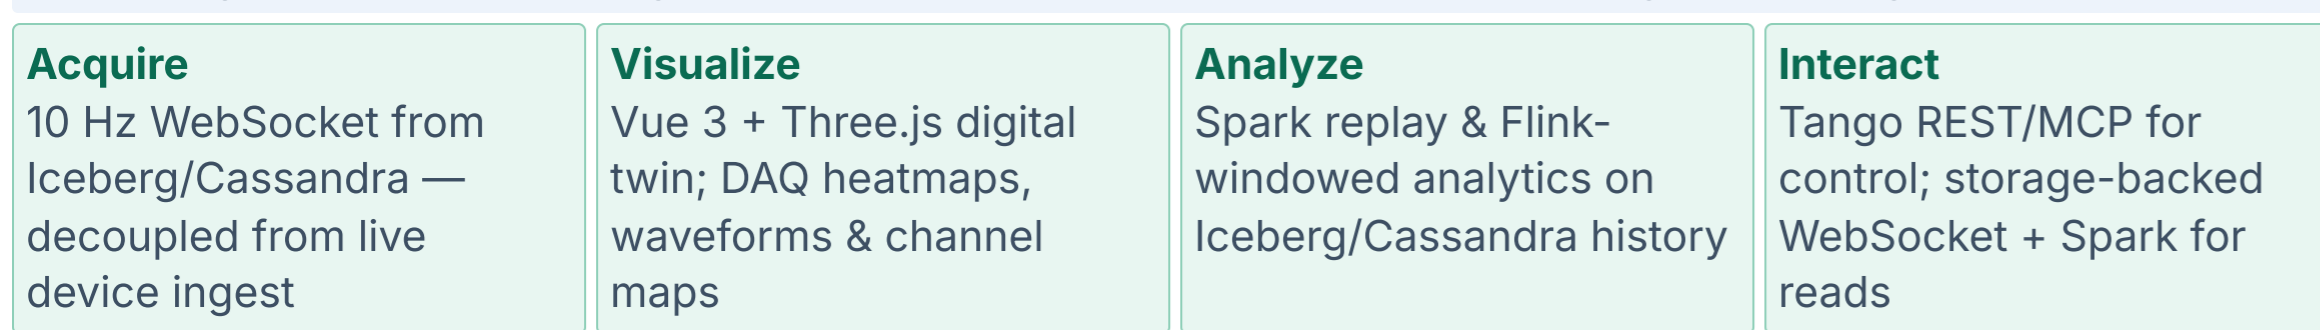 Acquire
10 Hz WebSocket from
Iceberg/Cassandra —
decoupled from live
device ingest
Visualize
Vue 3 + Three.js digital
twin; DAQ heatmaps,
waveforms & channel
maps
Analyze
Spark replay & Flink-
windowed analytics on
Iceberg/Cassandra history
Interact
Tango REST/MCP for
control; storage-backed
WebSocket + Spark for
reads